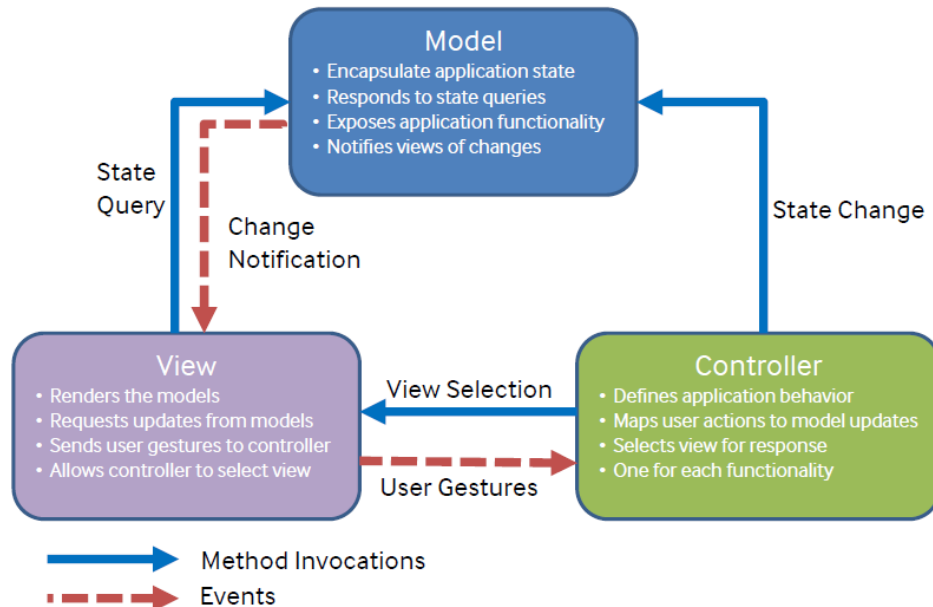 Model
• Encapsulate application state
• Responds to state queries
• Exposes application functionality
• Notifies views of changes
State
Query
Change
Notification
State Change
View
• Renders the models
• Requests updates from models
• Sends user gestures to controller
• Allows controller to select view
View Selection
User Gestures
Controller
• Defines application behavior
• Maps user actions to model updates
• Selects view for response
• One for each functionality
Method Invocations
Events